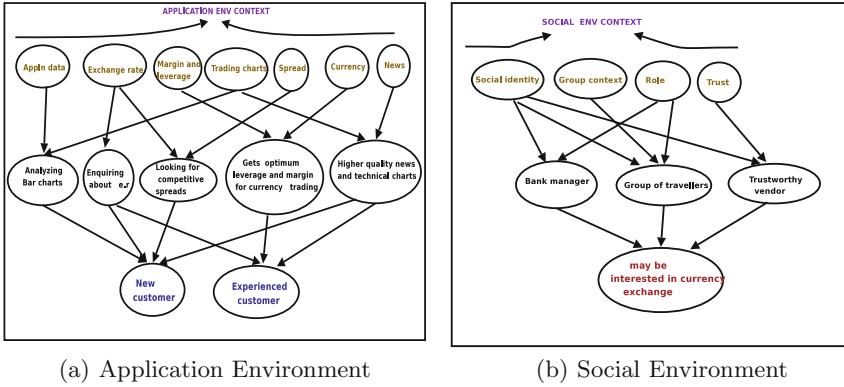 APPLICATION ENV CONTEXT
Appln data
Exchange rate
Margin and
leverage
Trading charts
Spread
Currency
News
Analyzing
Bar charts
Enquiring
about e.r
Looking for
competitive
spreads
Gets optimum
leverage and margin
for currency trading
Higher quality news
and technical charts
New
customer
Experienced
customer
(a) Application Environment
SOCIAL ENV CONTEXT
Social identity
Group context
Role
Trust
Bank manager
Group of travellers
Trustworthy
vendor
may be
interested in currency
exchange
(b) Social Environment